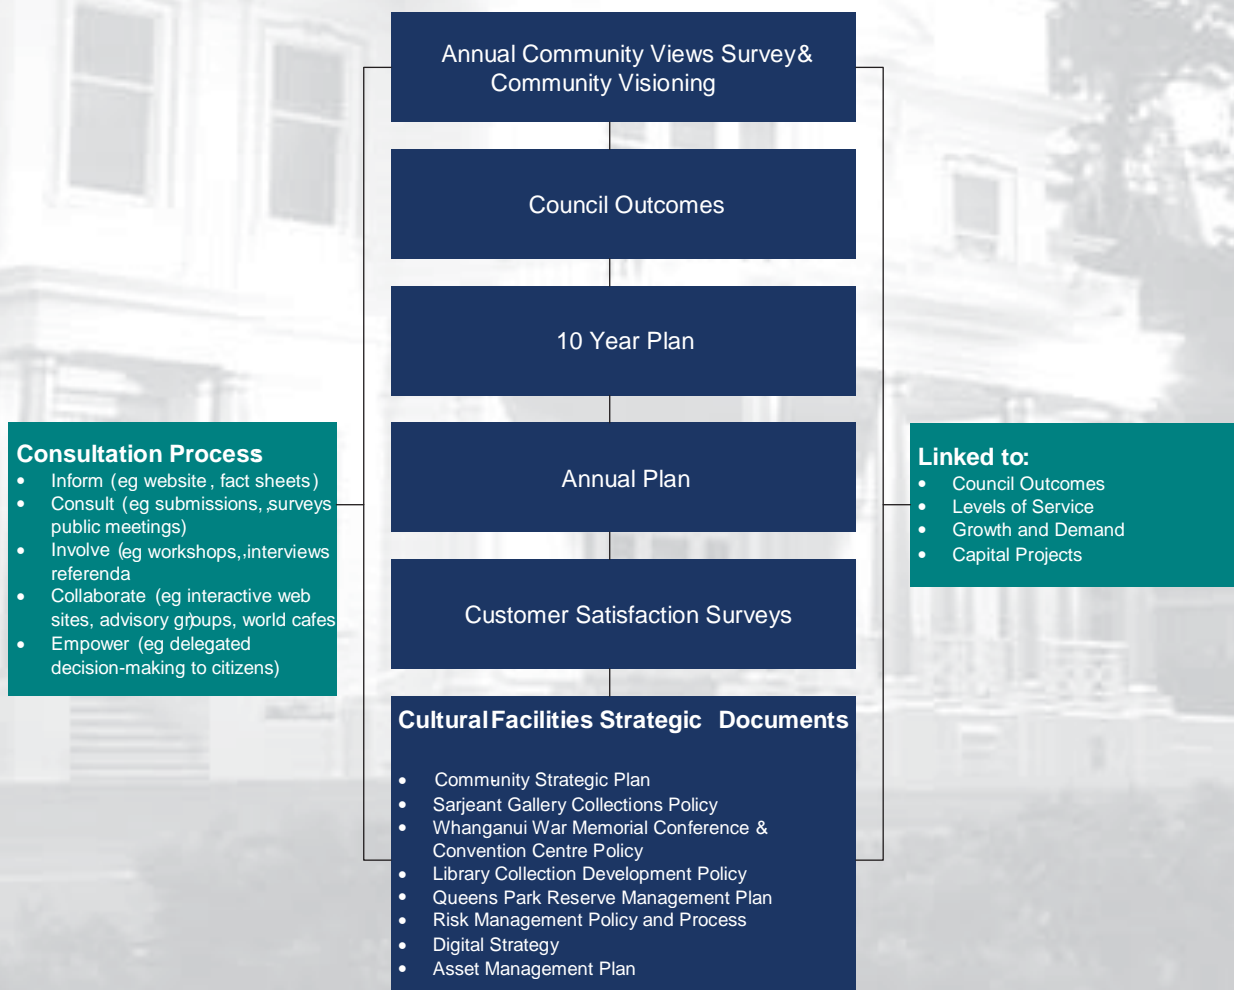 Annual Community Views Survey&
Community Visioning
Council Outcomes
10 Year Plan
Annual Plan
Customer Satisfaction Surveys
Cultural Facilities Strategic Documents
• Community Strategic Plan
• Sarjeant Gallery Collections Policy
• Whanganui War Memorial Conference &
Convention Centre Policy
• Library Collection Development Policy
• Queens Park Reserve Management Plan
• Risk Management Policy and Process
• Digital Strategy
• Asset Management Plan
Consultation Process
• Inform (eg website, fact sheets)
• Consult (eg submissions, ,surveys
public meetings)
• Involve (eg workshops,,interviews
referenda
• Collaborate (eg interactive web
sites, advisory gr)oups, world cafes
• Empower (eg delegated
decision-making to citizens)
Linked to:
• Council Outcomes
• Levels of Service
• Growth and Demand
• Capital Projects